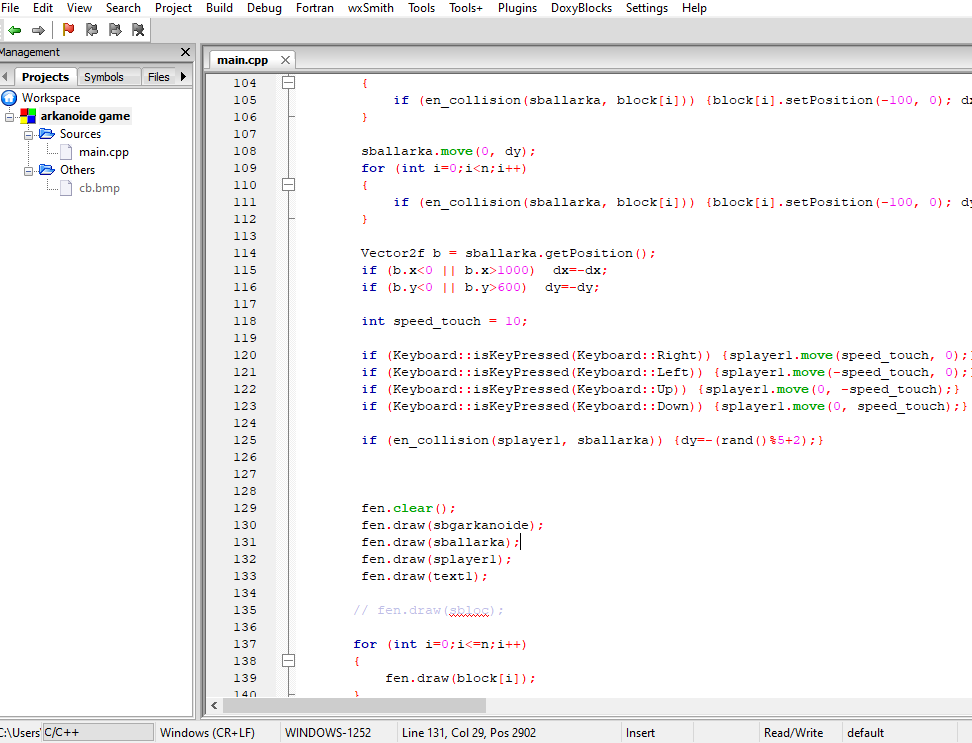 File Edit View Search Project Build Debug Fortran wxSmith Tools Tools+ Plugins DoxyBlocks Settings Help
Management
main.cpp
Projects Symbols Files
Workspace
arkanoide game
Sources
main.cpp
Others
cb.bmp
104 {
105 if (en_collision(sballarka, block[i])) {block[i].setPosition(-100, 0);
106 }
107
108 sballarka.move(0, dy);
109 for (int i=0;i<n;i++)
110 {
111 if (en_collision(sballarka, block[i])) {block[i].setPosition(-100, 0);
112 }
113
114 Vector2f b = sballarka.getPosition();
115 if (b.x<0 || b.x>1000) dx=-dx;
116 if (b.y<0 || b.y>600) dy=-dy;
117
118 int speed_touch = 10;
119
120 if (Keyboard::isKeyPressed(Keyboard::Right)) {splayer1.move(speed_touch, 0);
121 if (Keyboard::isKeyPressed(Keyboard::Left)) {splayer1.move(-speed_touch, 0);
122 if (Keyboard::isKeyPressed(Keyboard::Up)) {splayer1.move(0, -speed_touch);}
123 if (Keyboard::isKeyPressed(Keyboard::Down)) {splayer1.move(0, speed_touch);}
124
125 if (en_collision(splayer1, sballarka)) {dy=-(rand()%5+2);}
126
127
128
129 fen.clear();
130 fen.draw(sbgarkanoide);
131 fen.draw(sballarka);
132 fen.draw(splayer1);
133 fen.draw(text1);
134
135 // fen.draw(sbloc);
136
137 for (int i=0;i<=n;i++)
138 {
139 fen.draw(block[i]);
140 }
C:\Users\ C/C++ Windows (CR+LF) WINDOWS-1252 Line 131, Col 29, Pos 2902 Insert Read/Write default